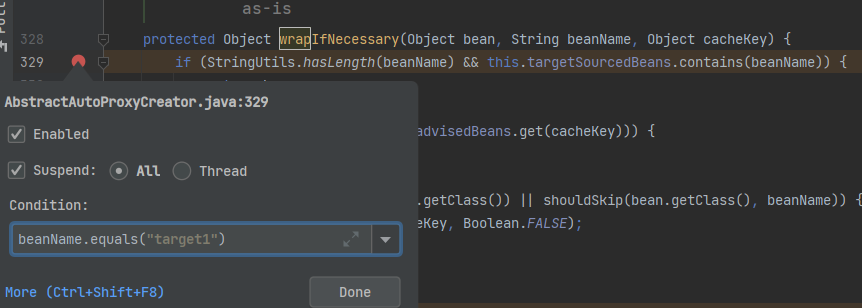 as-is
328 protected Object wrapIfNecessary(Object bean, String beanName, Object cacheKey) {
329 if (StringUtils.hasLength(beanName) && this.targetSourcedBeans.contains(beanName)) {
AbstractAutoProxyCreator.java:329
Enabled
advisedBeans.get(cacheKey))) {
Suspend: All Thread
Condition:
.getClass()) || shouldSkip(bean.getClass(), beanName)) {
eKey, Boolean.FALSE);
beanName.equals("target1")
More (Ctrl+Shift+F8) Done